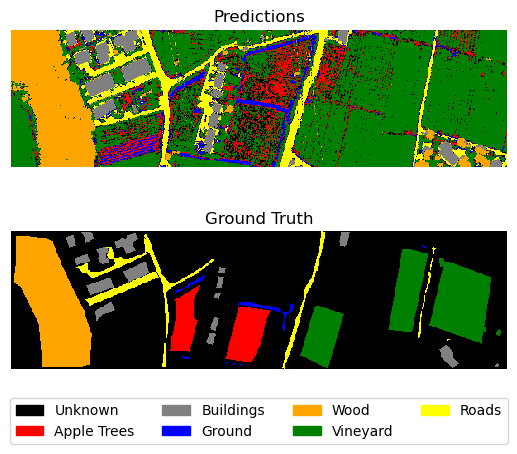 Predictions
Ground Truth
Unknown Buildings Wood Roads
Apple Trees Ground Vineyard